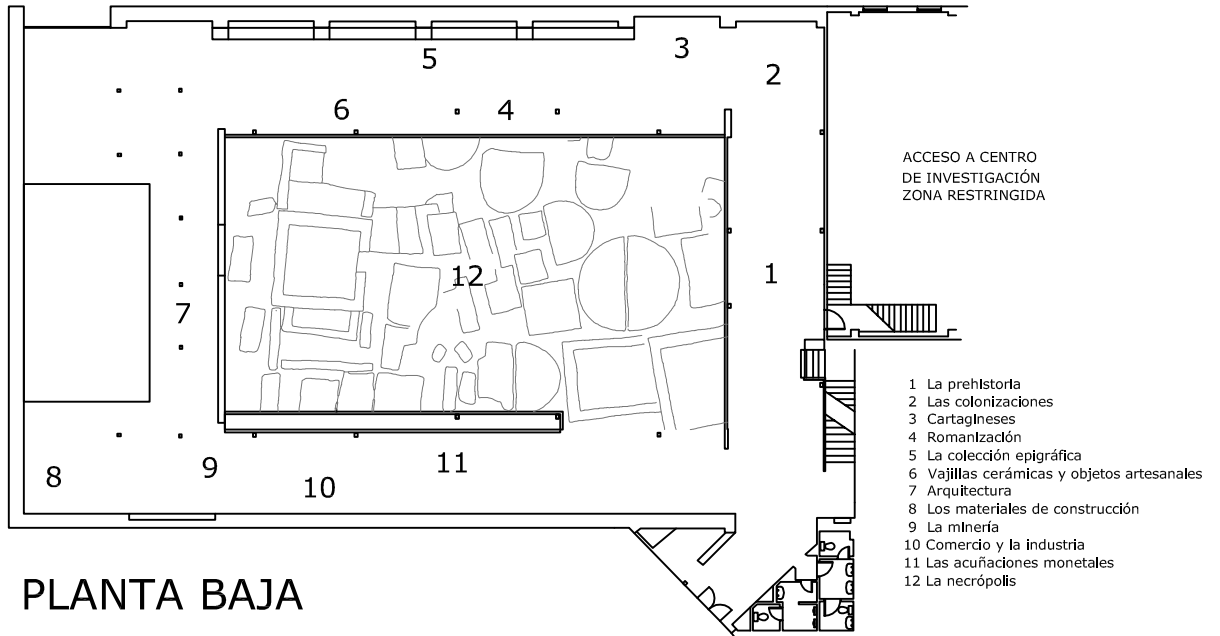 5
3
2
6
4
ACCESO A CENTRO
DE INVESTIGACIÓN
ZONA RESTRINGIDA
12
1
7
11
9
8
10
1 La prehistoria
2 Las colonizaciones
3 Cartagineses
4 Romanización
5 La colección epigráfica
6 Vajillas cerámicas y objetos artesanales
7 Arquitectura
8 Los materiales de construcción
9 La minería
10 Comercio y la industria
11 Las acuñaciones monetales
12 La necrópolis
PLANTA BAJA